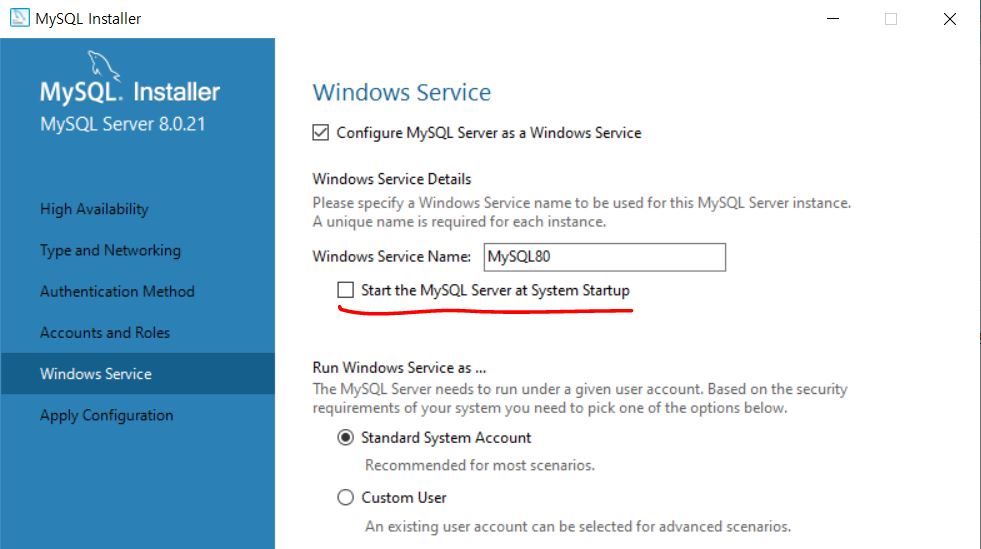 MySQL Installer
MySQL. Installer
MySQL Server 8.0.21
High Availability
Type and Networking
Authentication Method
Accounts and Roles
Windows Service
Apply Configuration
Windows Service
Configure MySQL Server as a Windows Service
Windows Service Details
Please specify a Windows Service name to be used for this MySQL Server instance.
A unique name is required for each instance.
Windows Service Name: MySQL80
Start the MySQL Server at System Startup
Run Windows Service as ...
The MySQL Server needs to run under a given user account. Based on the security
requirements of your system you need to pick one of the options below.
Standard System Account
Recommended for most scenarios.
Custom User
An existing user account can be selected for advanced scenarios.